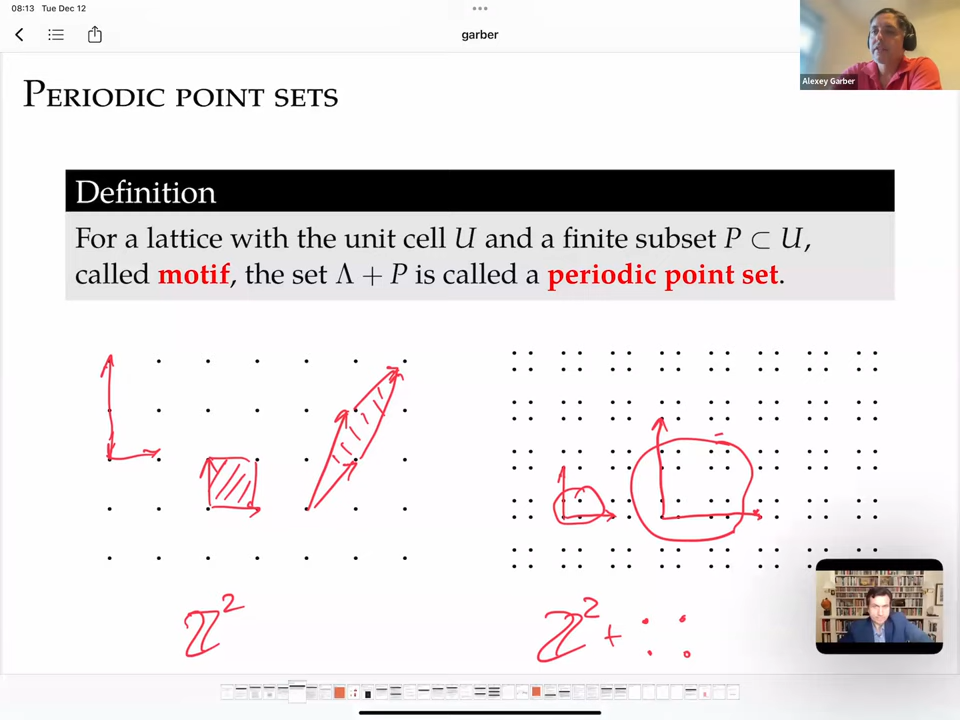 08:13 Tue Dec 12
garber
Alexey Garber
PERIODIC POINT SETS
Definition
For a lattice with the unit cell U and a finite subset P ⊂ U,
called motif, the set Λ + P is called a periodic point set.
ℤ²
ℤ² + : :